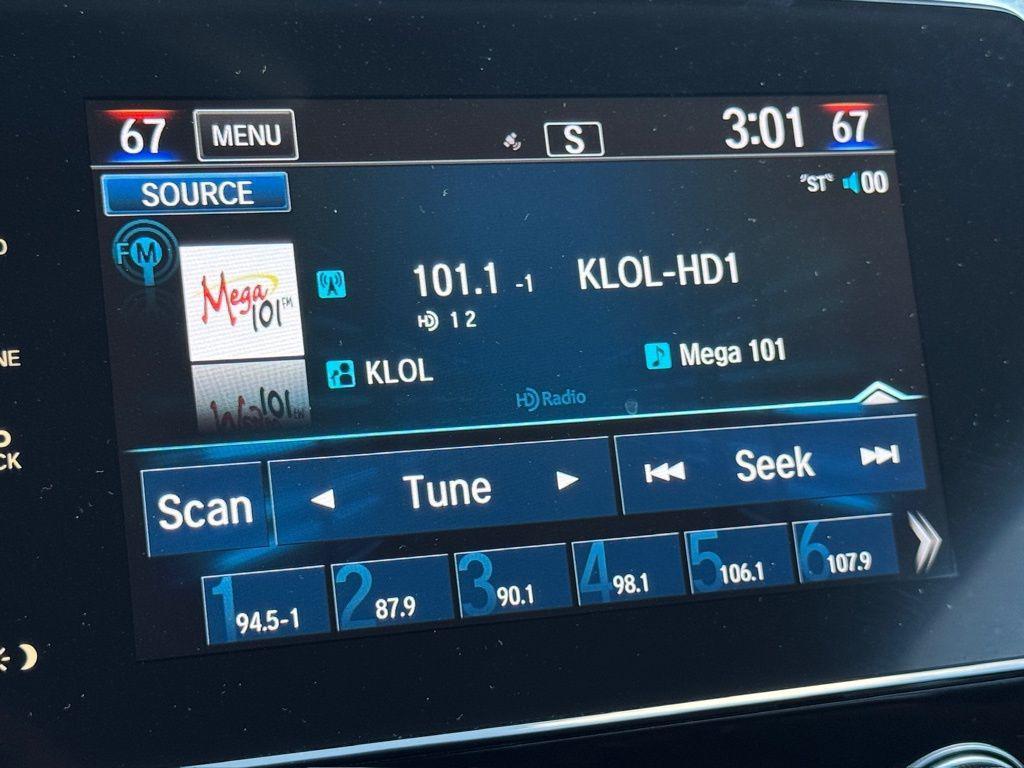 67 MENU S 3:01 67
SOURCE "ST" 00
FM
Mega 101 FM
101.1 -1 KLOL-HD1
HD 1 2
KLOL Mega 101
HD Radio
Scan Tune Seek
1 94.5-1 2 87.9 3 90.1 4 98.1 5 106.1 6 107.9
NE
CK